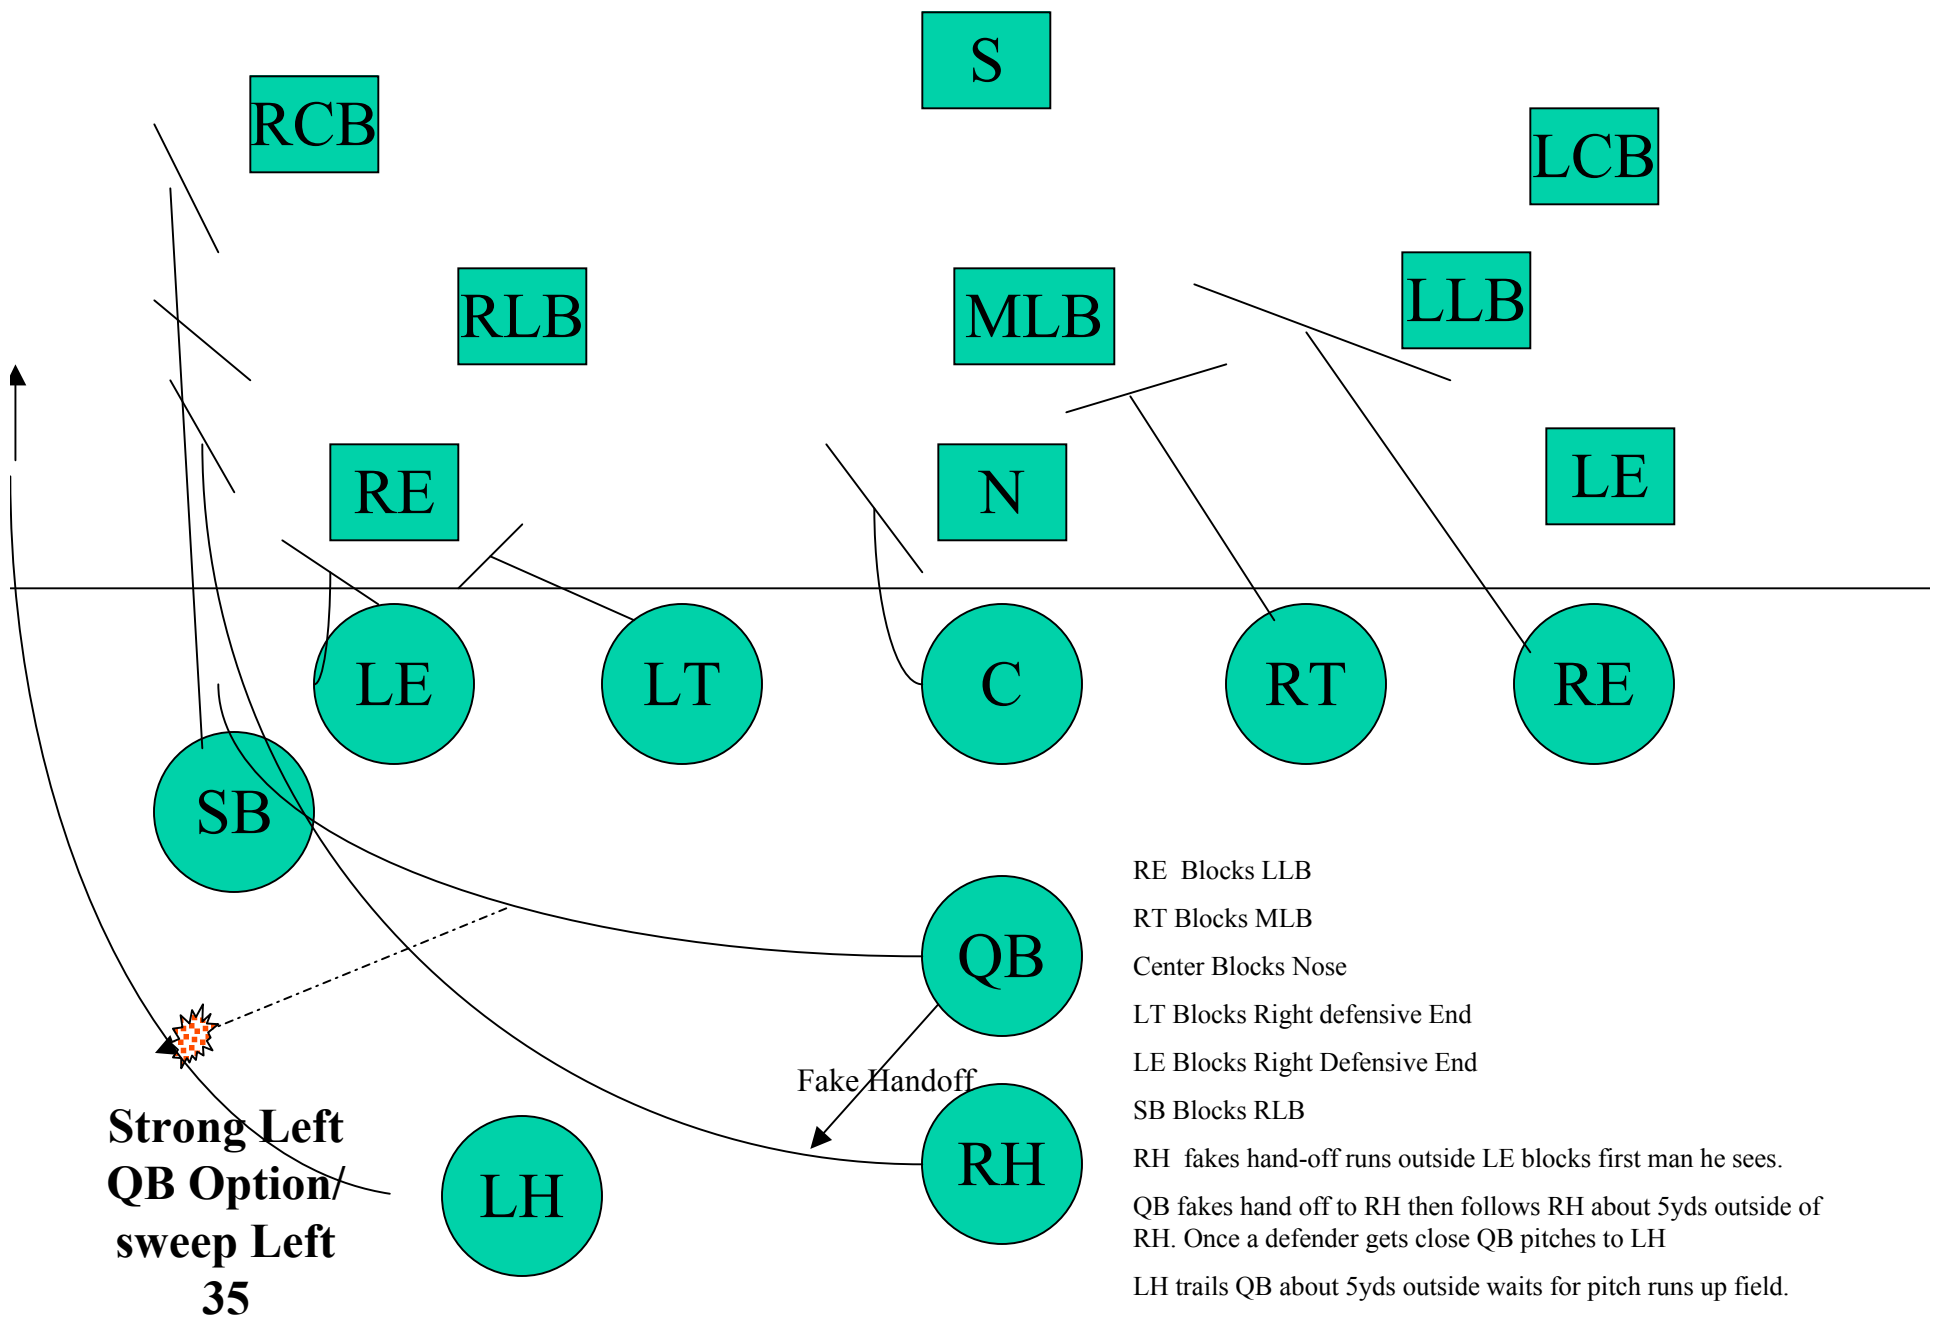 S
RCB
LCB
RLB
MLB
LLB
RE
N
LE
LE
LT
C
RT
RE
SB
QB
Fake Handoff
RH
LH
Strong Left
QB Option/
sweep Left
35
RE Blocks LLB
RT Blocks MLB
Center Blocks Nose
LT Blocks Right defensive End
LE Blocks Right Defensive End
SB Blocks RLB
RH fakes hand-off runs outside LE blocks first man he sees.
QB fakes hand off to RH then follows RH about 5yds outside of
RH. Once a defender gets close QB pitches to LH
LH trails QB about 5yds outside waits for pitch runs up field.